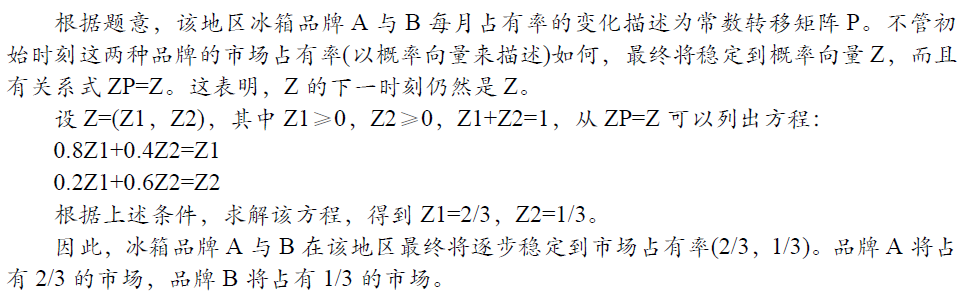 根据题意，该地区冰箱品牌 A 与 B 每月占有率的变化描述为常数转移矩阵 P。不管初
始时刻这两种品牌的市场占有率(以概率向量来描述)如何，最终将稳定到概率向量 Z，而且
有关系式 ZP=Z。这表明，Z 的下一时刻仍然是 Z。
设 Z=(Z1，Z2)，其中 Z1≥0，Z2≥0，Z1+Z2=1，从 ZP=Z 可以列出方程：
0.8Z1+0.4Z2=Z1
0.2Z1+0.6Z2=Z2
根据上述条件，求解该方程，得到 Z1=2/3，Z2=1/3。
因此，冰箱品牌 A 与 B 在该地区最终将逐步稳定到市场占有率(2/3，1/3)。品牌 A 将占
有 2/3 的市场，品牌 B 将占有 1/3 的市场。